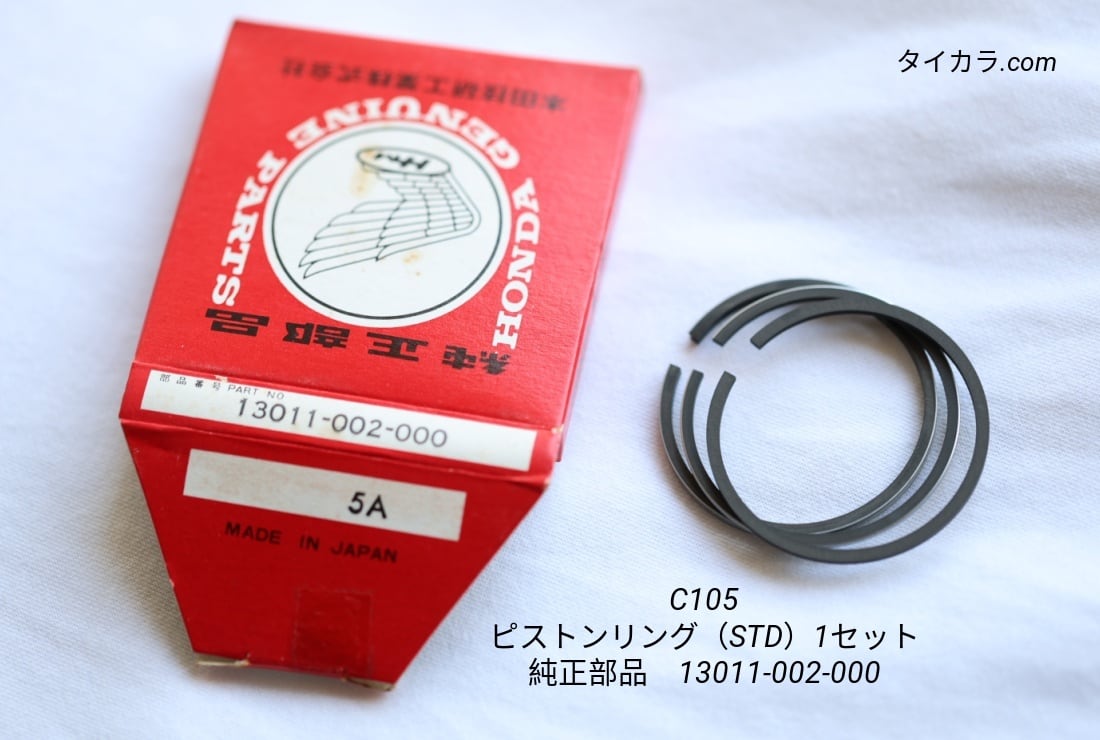 タイカラ.com
本田技研工業株式会社
HONDA GENUINE PARTS
純正部品
部品番号 PART NO
13011-002-000
5A
MADE IN JAPAN
C105
ピストンリング（STD）1セット
純正部品　13011-002-000